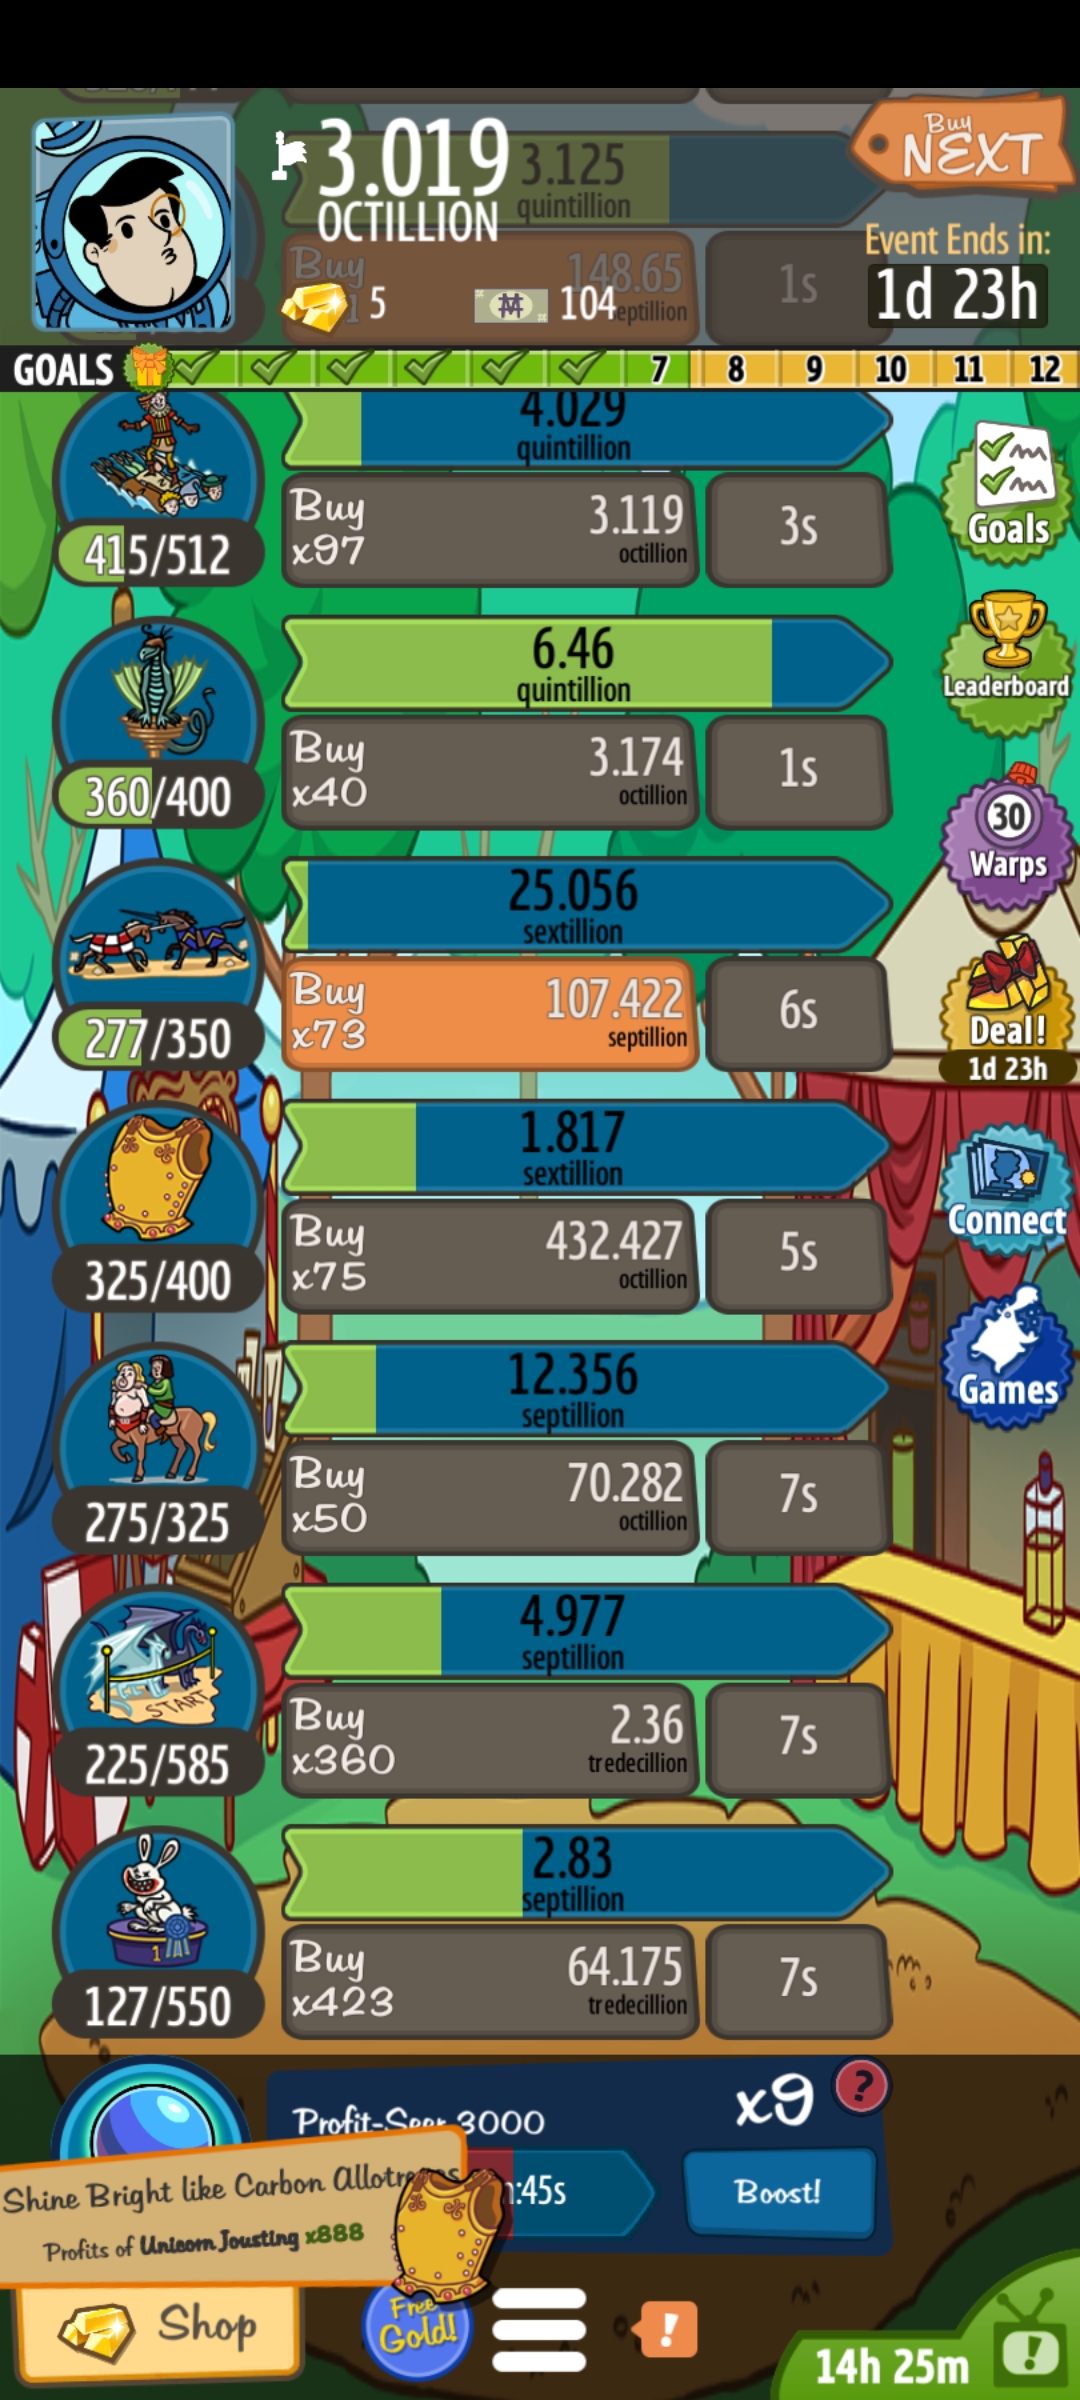 3.019
OCTILLION
3.125
quintillion
Buy
NEXT
Buy
148.65
1s
5
104
Event Ends in:
1d 23h
GOALS 7 8 9 10 11 12
4.029
quintillion
Buy
x97
3.119
octillion
3s
415/512
Goals
6.46
quintillion
Buy
x40
3.174
octillion
1s
360/400
Leaderboard
30
Warps
25.056
sextillion
Buy
x73
107.422
septillion
6s
277/350
Deal!
1d 23h
1.817
sextillion
Buy
x75
432.427
octillion
5s
325/400
Connect
12.356
septillion
Buy
x50
70.282
octillion
7s
275/325
Games
4.977
septillion
START
Buy
x360
2.36
tredecillion
7s
225/585
2.83
septillion
1
Buy
x423
64.175
tredecillion
7s
127/550
Profit-Seer 3000
x9
?
:45s
Boost!
Shine Bright like Carbon
Profits of Unicorn Jousting x888
Shop
Free
Gold!
!
14h 25m
!